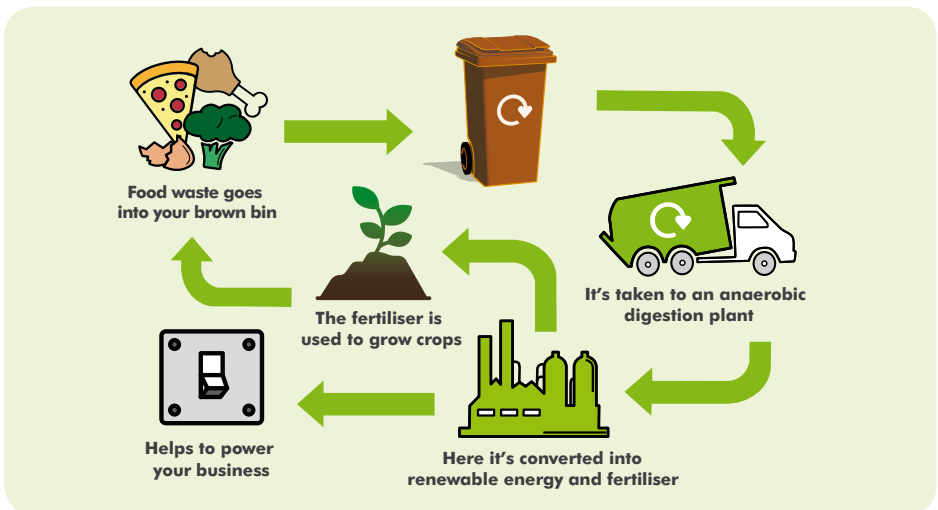 Food waste goes
into your brown bin
It's taken to an anaerobic
digestion plant
The fertiliser is
used to grow crops
Helps to power
your business
Here it's converted into
renewable energy and fertiliser